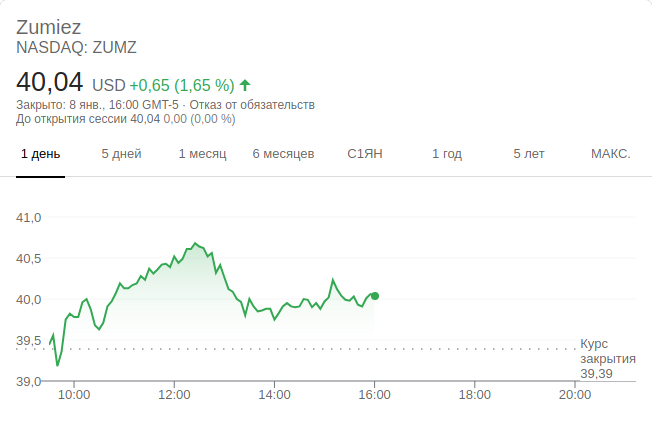 Zumiez
NASDAQ: ZUMZ
40,04 USD +0,65 (1,65 %)
Закрыто: 8 янв., 16:00 GMT-5 · Отказ от обязательств
До открытия сессии 40,04 0,00 (0,00 %)
1 день 5 дней 1 месяц 6 месяцев С1ЯН 1 год 5 лет МАКС.
41,0
40,5
40,0
39,5
39,0
Курс
закрытия
39,39
10:00 12:00 14:00 16:00 18:00 20:00